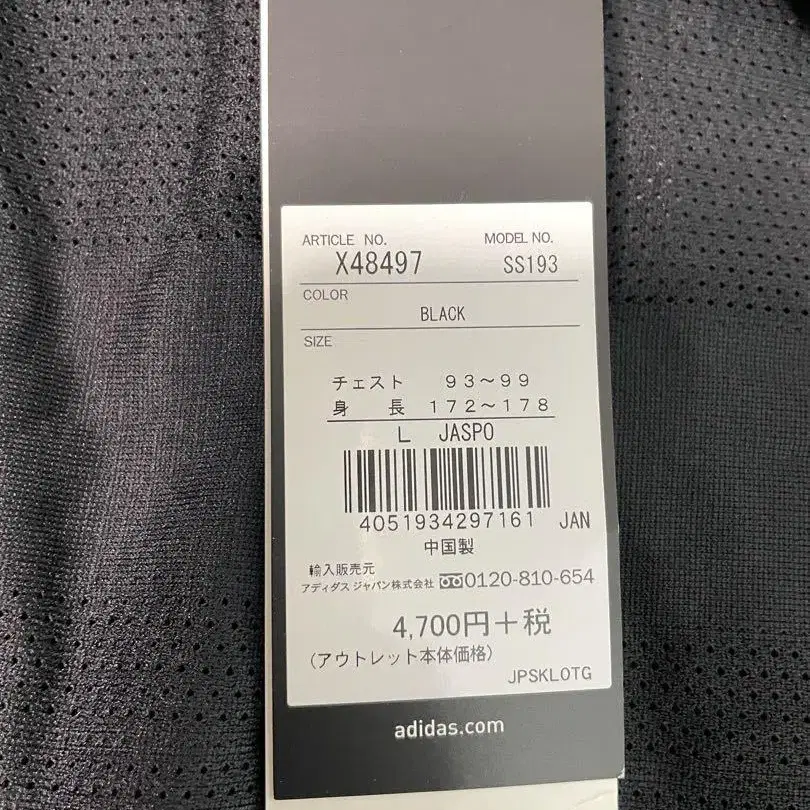 ARTICLE NO. MODEL NO.
X48497 SS193
COLOR
BLACK
SIZE
チェスト 93～99
身長 172～178
L JASPO
4051934297161 JAN
中国製
輸入販売元
アディダス ジャパン株式会社 0120-810-654
4,700円＋税
（アウトレット本体価格）
JPSKLOTG
adidas.com